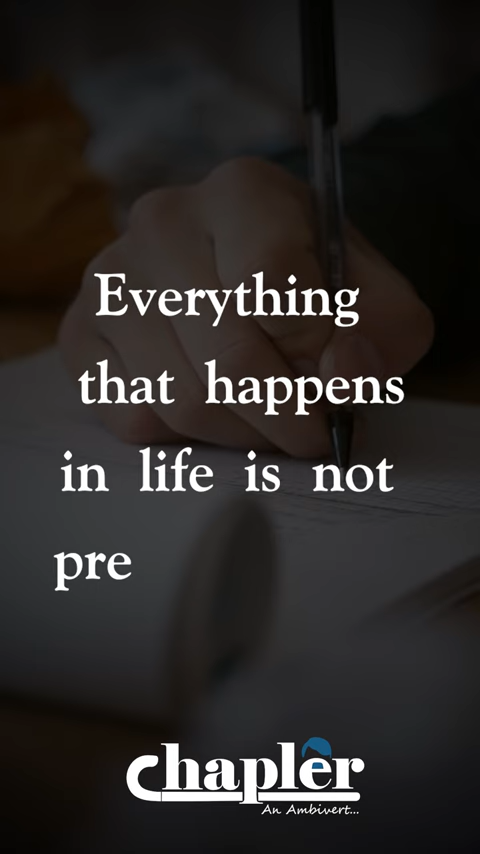 Everything
that happens
in life is not
pre
chapler
An Ambivert...